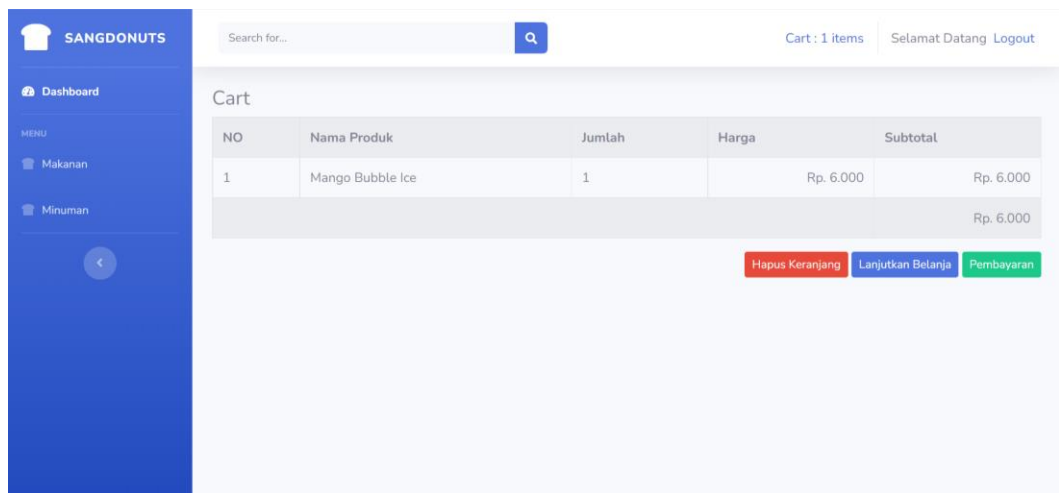 SANGDONUTS
Search for...
Cart : 1 items
Selamat Datang Logout
Dashboard
MENU
Makanan
Minuman
Cart
NO Nama Produk Jumlah Harga Subtotal
1 Mango Bubble Ice 1 Rp. 6.000 Rp. 6.000
Rp. 6.000
Hapus Keranjang Lanjutkan Belanja Pembayaran